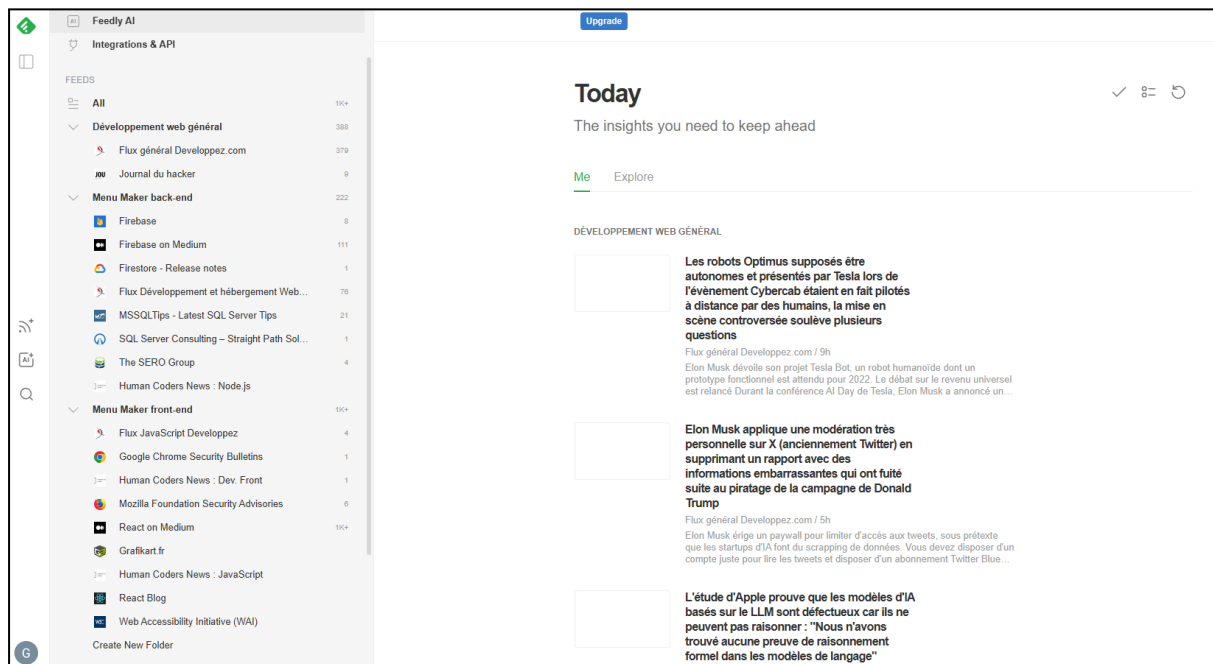 Feedly AI
Integrations & API
FEEDS
All 1K+
Développement web général 388
Flux général Developpez.com 379
Journal du hacker 9
Menu Maker back-end 222
Firebase 8
Firebase on Medium 111
Firestore - Release notes 1
Flux Développement et hébergement Web... 76
MSSQLTips - Latest SQL Server Tips 21
SQL Server Consulting – Straight Path Sol... 1
The SERO Group 4
Human Coders News : Node.js
Menu Maker front-end 1K+
Flux JavaScript Developpez 4
Google Chrome Security Bulletins 1
Human Coders News : Dev. Front 1
Mozilla Foundation Security Advisories 6
React on Medium 1K+
Grafikart.fr
Human Coders News : JavaScript
React Blog
Web Accessibility Initiative (WAI)
Create New Folder
G
Upgrade
Today
The insights you need to keep ahead
Me Explore
DÉVELOPPEMENT WEB GÉNÉRAL
Les robots Optimus supposés être
autonomes et présentés par Tesla lors de
l'évènement Cybercab étaient en fait pilotés
à distance par des humains, la mise en
scène controversée soulève plusieurs
questions
Flux général Developpez.com / 9h
Elon Musk dévoile son projet Tesla Bot, un robot humanoïde dont un
prototype fonctionnel est attendu pour 2022. Le débat sur le revenu universel
est relancé Durant la conférence AI Day de Tesla, Elon Musk a annoncé un...
Elon Musk applique une modération très
personnelle sur X (anciennement Twitter) en
supprimant un rapport avec des
informations embarrassantes qui ont fuité
suite au piratage de la campagne de Donald
Trump
Flux général Developpez.com / 5h
Elon Musk érige un paywall pour limiter d'accès aux tweets, sous prétexte
que les startups d'IA font du scrapping de données. Vous devez disposer d'un
compte juste pour lire les tweets et disposer d'un abonnement Twitter Blue...
L'étude d'Apple prouve que les modèles d'IA
basés sur le LLM sont défectueux car ils ne
peuvent pas raisonner : "Nous n'avons
trouvé aucune preuve de raisonnement
formel dans les modèles de langage"